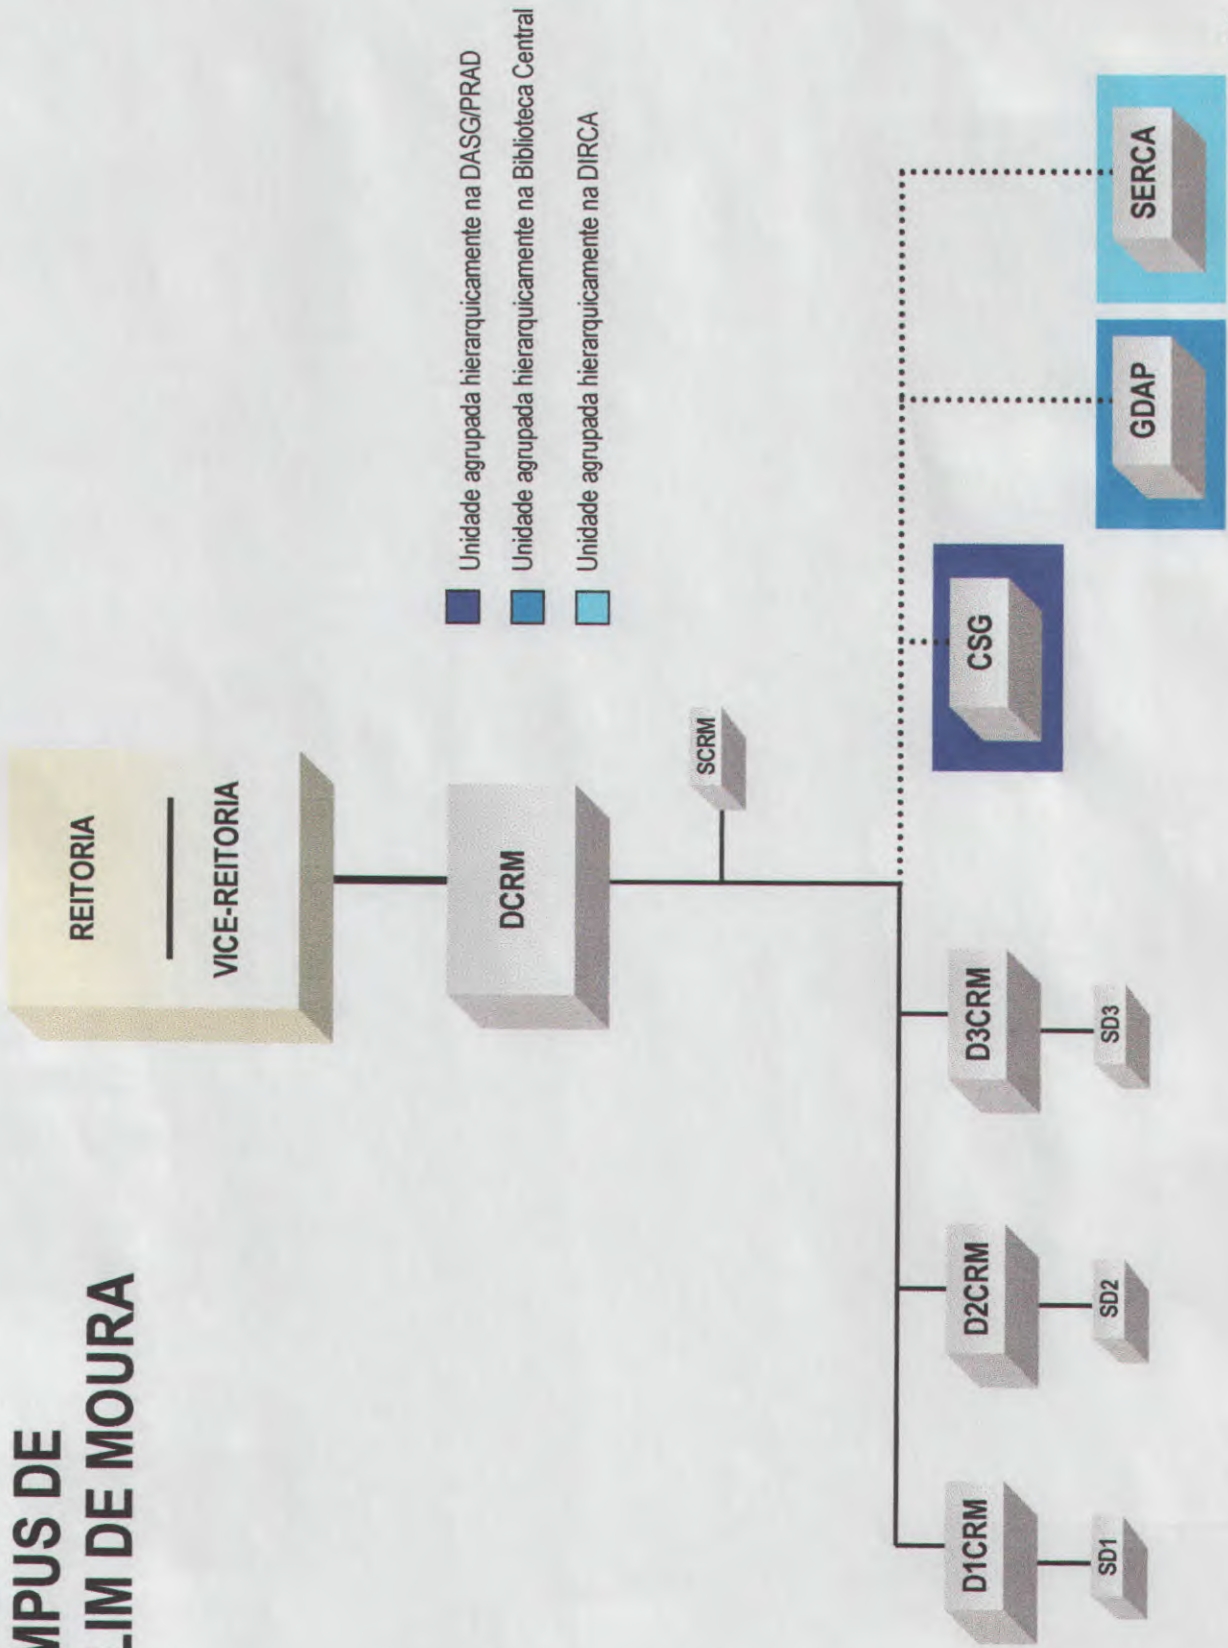 MPUS DE
LIM DE MOURA
REITORIA
VICE-REITORIA
DCRM
Unidade agrupada hierarquicamente na DASG/PRAD
Unidade agrupada hierarquicamente na Biblioteca Central
Unidade agrupada hierarquicamente na DIRCA
SCRM
D1CRM
D2CRM
D3CRM
CSG
GDAP
SERCA
SD1
SD2
SD3